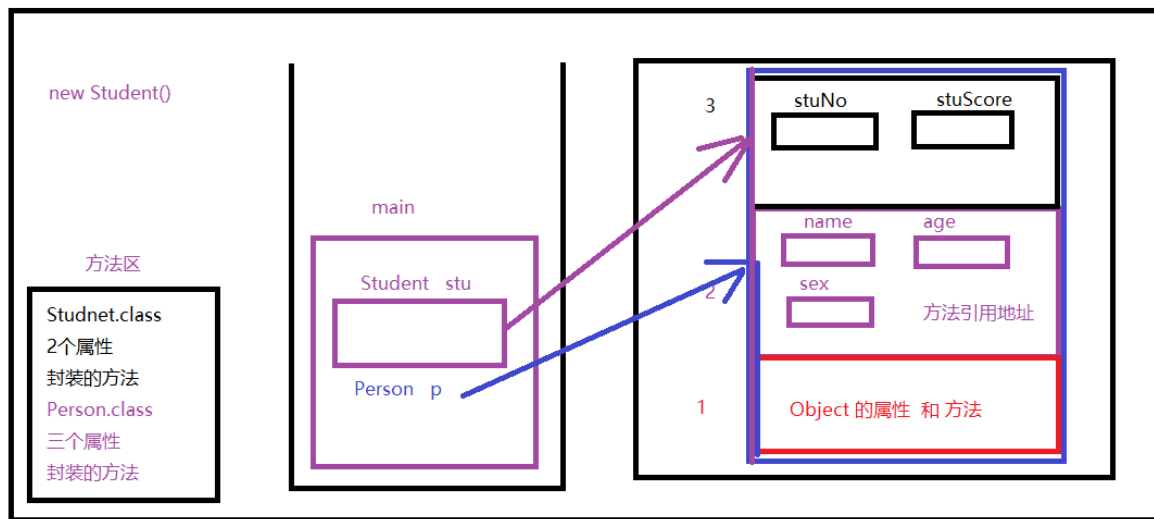 new Student()
方法区
Studnet.class
2个属性
封装的方法
Person.class
三个属性
封装的方法
main
Student stu
Person p
3
stuNo stuScore
name age
2
sex
方法引用地址
1
Object 的属性 和 方法